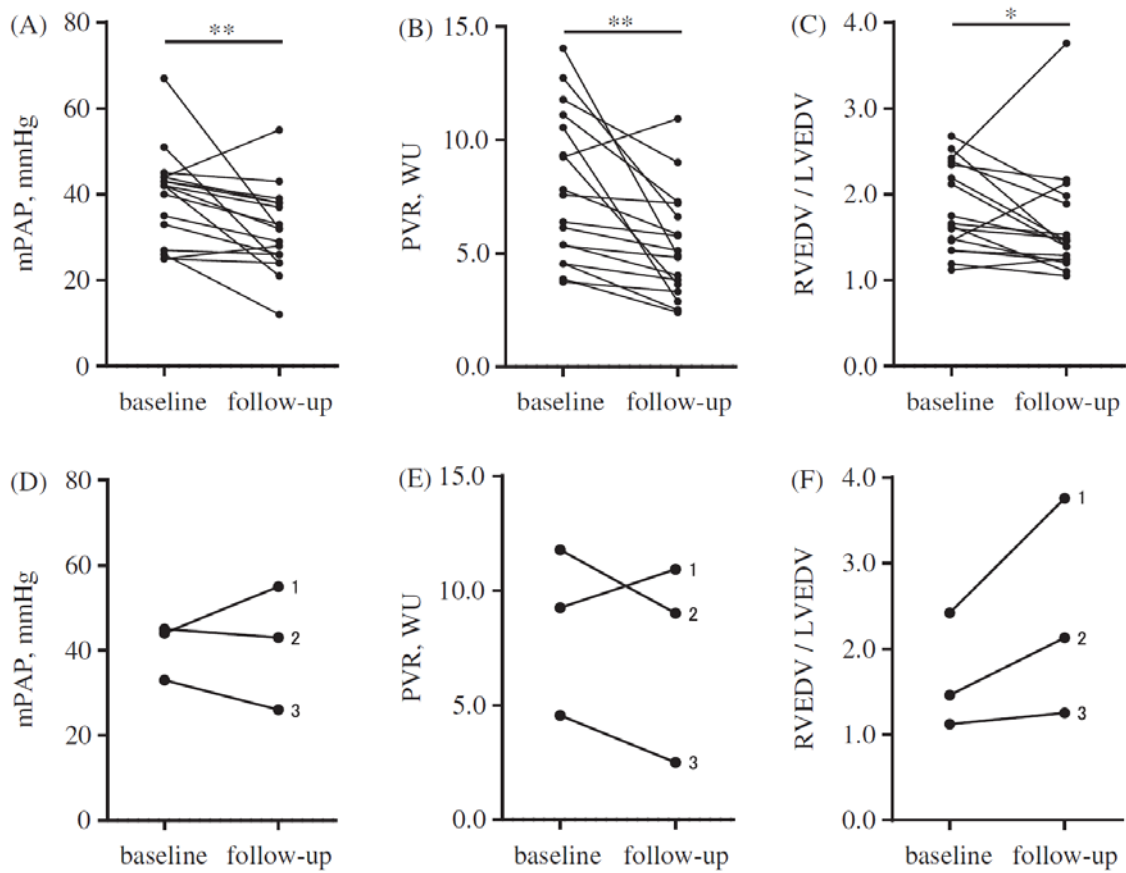 (A)
mPAP, mmHg
80
60
40
20
0
**
baseline follow-up
(B)
PVR, WU
15.0
10.0
5.0
0.0
**
baseline follow-up
(C)
RVEDV / LVEDV
4.0
3.0
2.0
1.0
0.0
*
baseline follow-up
(D)
mPAP, mmHg
80
60
40
20
0
1
2
3
baseline follow-up
(E)
PVR, WU
15.0
10.0
5.0
0.0
1
2
3
baseline follow-up
(F)
RVEDV / LVEDV
4.0
3.0
2.0
1.0
0.0
1
2
3
baseline follow-up